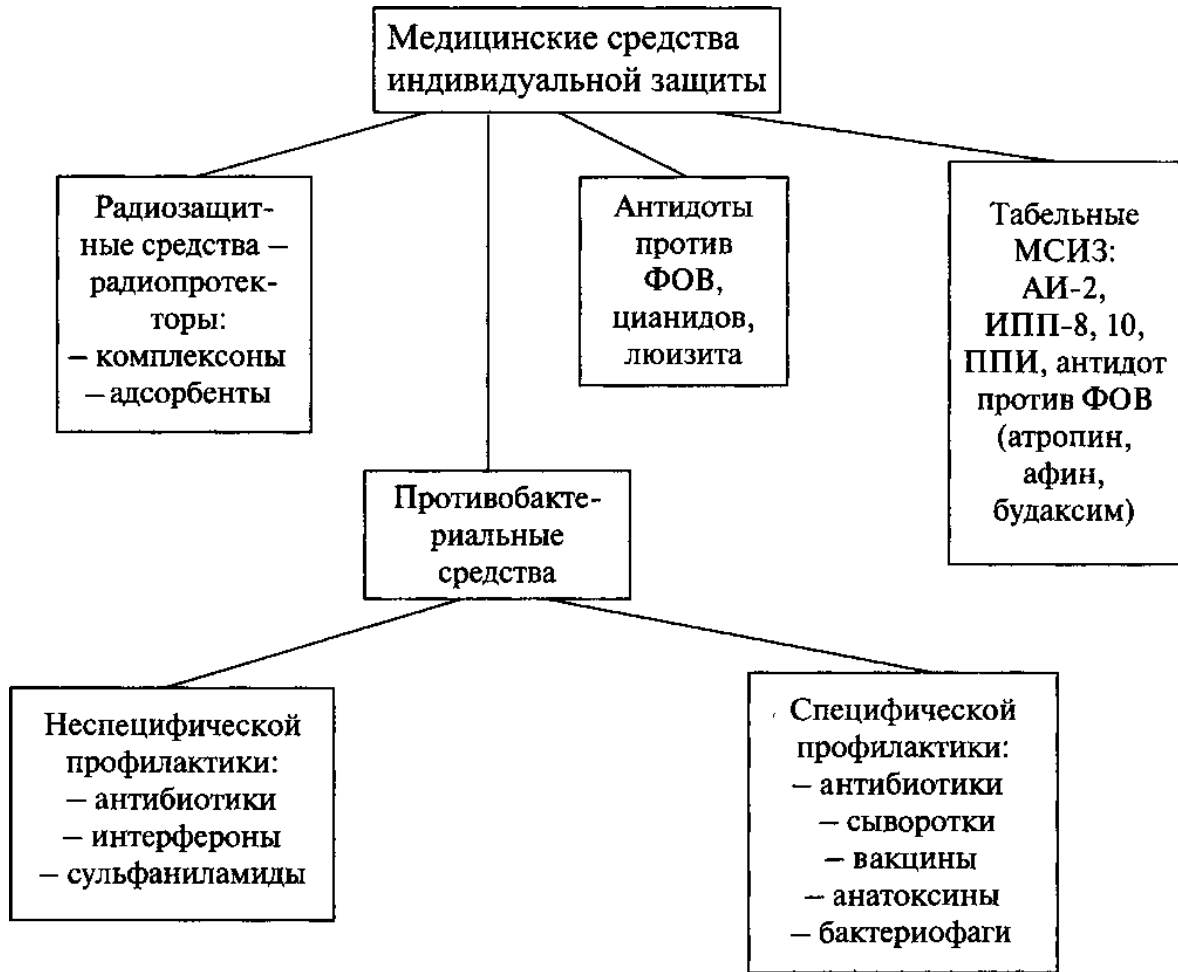 Медицинские средства
индивидуальной защиты
Радиозащит-
ные средства –
радиопротек-
торы:
– комплексоны
– адсорбенты
Антидоты
против
ФОВ,
цианидов,
люизита
Табельные
МСИЗ:
АИ-2,
ИПП-8, 10,
ППИ, антидот
против ФОВ
(атропин,
афин,
будаксим)
Противобакте-
риальные
средства
Неспецифической
профилактики:
– антибиотики
– интерфероны
– сульфаниламиды
Специфической
профилактики:
– антибиотики
– сыворотки
– вакцины
– анатоксины
– бактериофаги